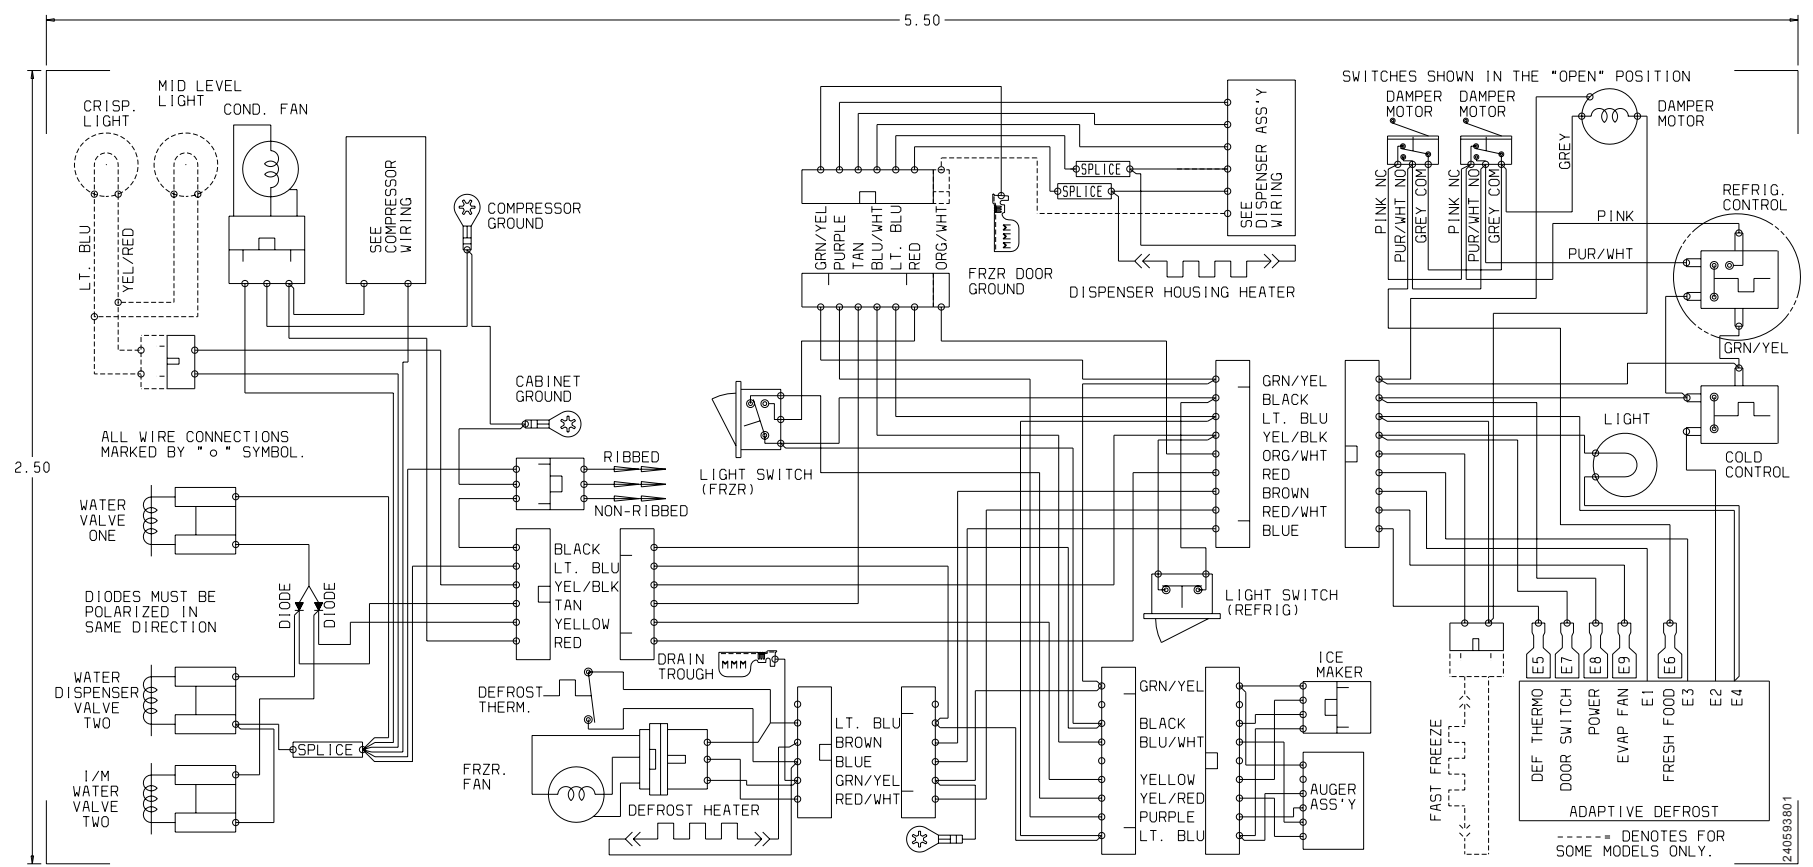 5.50
2.50
CRISP.
LIGHT
MID LEVEL
LIGHT
COND. FAN
SEE
COMPRESSOR
WIRING
LT. BLU
YEL/RED
COMPRESSOR
GROUND
CABINET
GROUND
ALL WIRE CONNECTIONS
MARKED BY "o" SYMBOL.
RIBBED
NON-RIBBED
WATER
VALVE
ONE
DIODES MUST BE
POLARIZED IN
SAME DIRECTION
DIODE
DIODE
WATER
DISPENSER
VALVE
TWO
I/M
WATER
VALVE
TWO
SPLICE
BLACK
LT. BLU
YEL/BLK
TAN
YELLOW
RED
DRAIN
TROUGH
DEFROST
THERM.
FRZR.
FAN
DEFROST HEATER
LT. BLU
BROWN
BLUE
GRN/YEL
RED/WHT
GRN/YEL
PURPLE
TAN
BLU/WHT
LT. BLU
RED
ORG/WHT
FRZR DOOR
GROUND
SPLICE
SPLICE
SEE
DISPENSER ASS'Y
WIRING
DISPENSER HOUSING HEATER
LIGHT SWITCH
(FRZR)
GRN/YEL
BLACK
LT. BLU
YEL/BLK
ORG/WHT
RED
BROWN
RED/WHT
BLUE
LIGHT SWITCH
(REFRIG)
GRN/YEL
BLACK
BLU/WHT
YELLOW
YEL/RED
PURPLE
LT. BLU
ICE
MAKER
AUGER
ASS'Y
SWITCHES SHOWN IN THE "OPEN" POSITION
DAMPER
MOTOR
DAMPER
MOTOR
DAMPER
MOTOR
GREY
PINK NC
PUR/WHT NO
GREY COM
PINK NC
PUR/WHT NO
GREY COM
REFRIG.
CONTROL
PINK
PUR/WHT
GRN/YEL
LIGHT
COLD
CONTROL
FAST FREEZE
E5
E7
E8
E9
E6
DEF THERMO
DOOR SWITCH
POWER
EVAP FAN
E1
FRESH FOOD
E3
E2
E4
ADAPTIVE DEFROST
-----= DENOTES FOR
SOME MODELS ONLY.
240593801